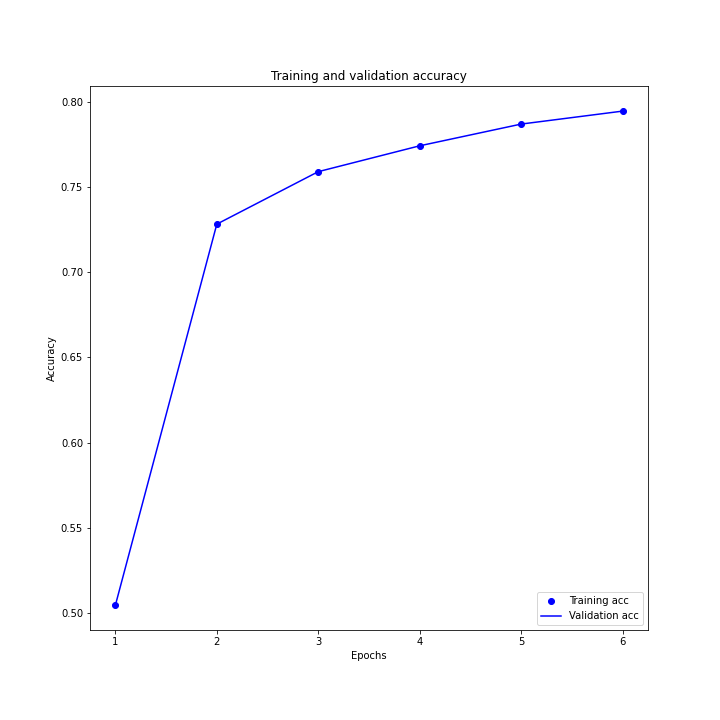 Training and validation accuracy
0.80
0.75
0.70
0.65
0.60
0.55
0.50
Accuracy
Training acc
Validation acc
1 2 3 4 5 6
Epochs